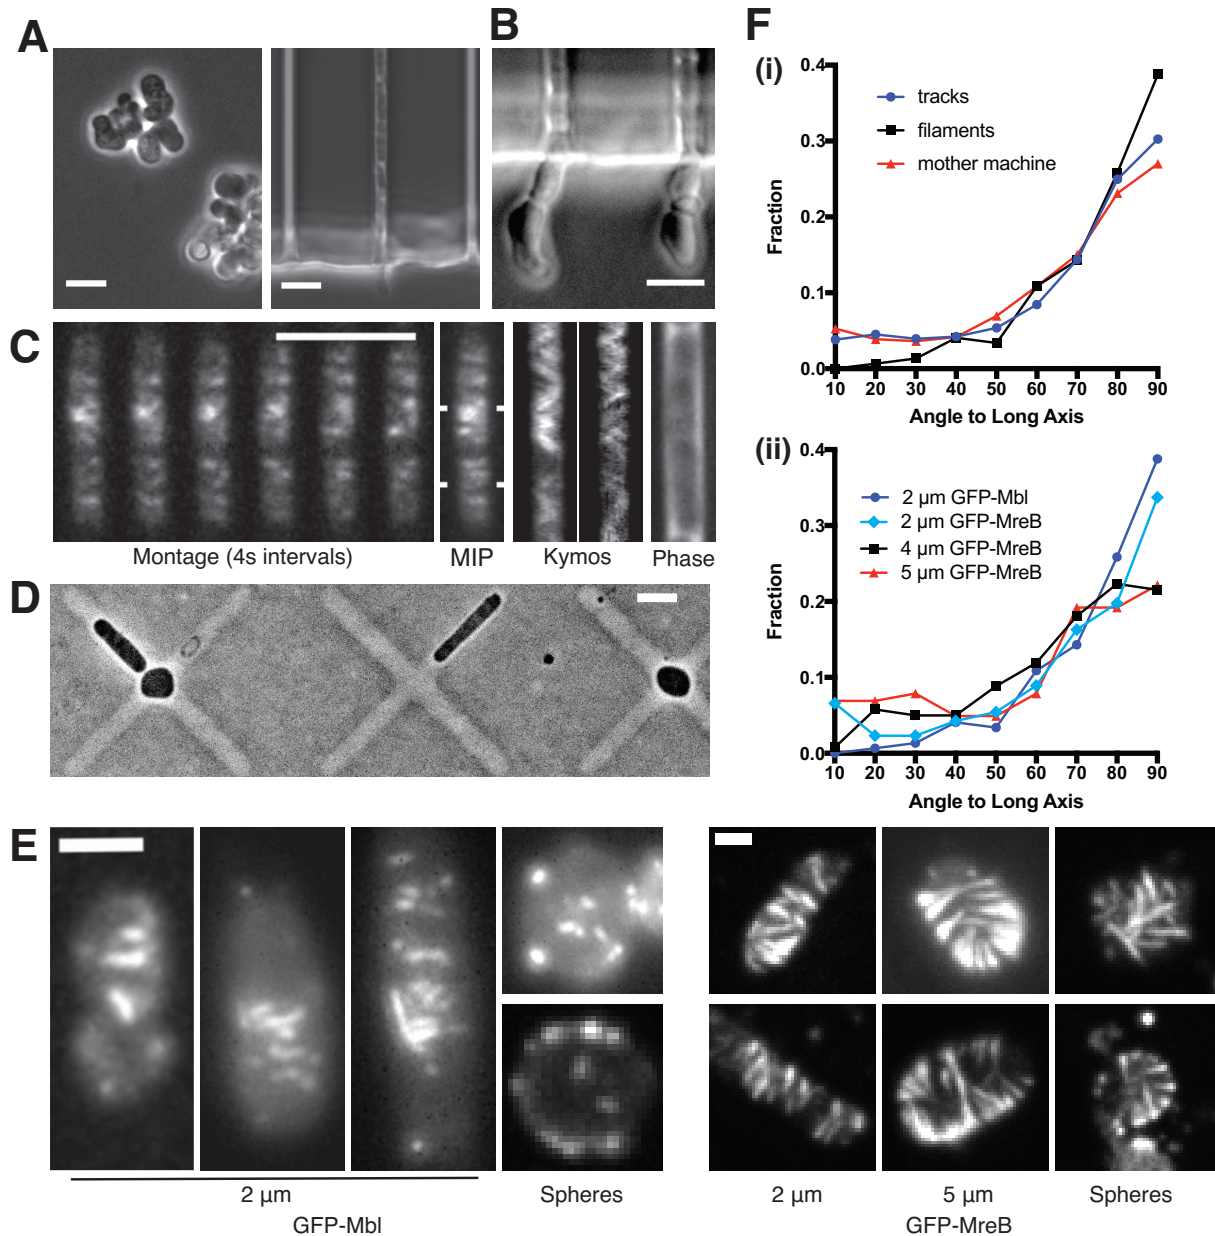 A
B
F
(i)
0.4
0.3
0.2
0.1
0.0
Fraction
tracks
filaments
mother machine
10 20 30 40 50 60 70 80 90
Angle to Long Axis
C
Montage (4s intervals)
MIP
Kymos
Phase
(ii)
0.4
0.3
0.2
0.1
0.0
Fraction
2 µm GFP-Mbl
2 µm GFP-MreB
4 µm GFP-MreB
5 µm GFP-MreB
10 20 30 40 50 60 70 80 90
Angle to Long Axis
D
E
2 µm
Spheres
GFP-Mbl
2 µm
5 µm
Spheres
GFP-MreB